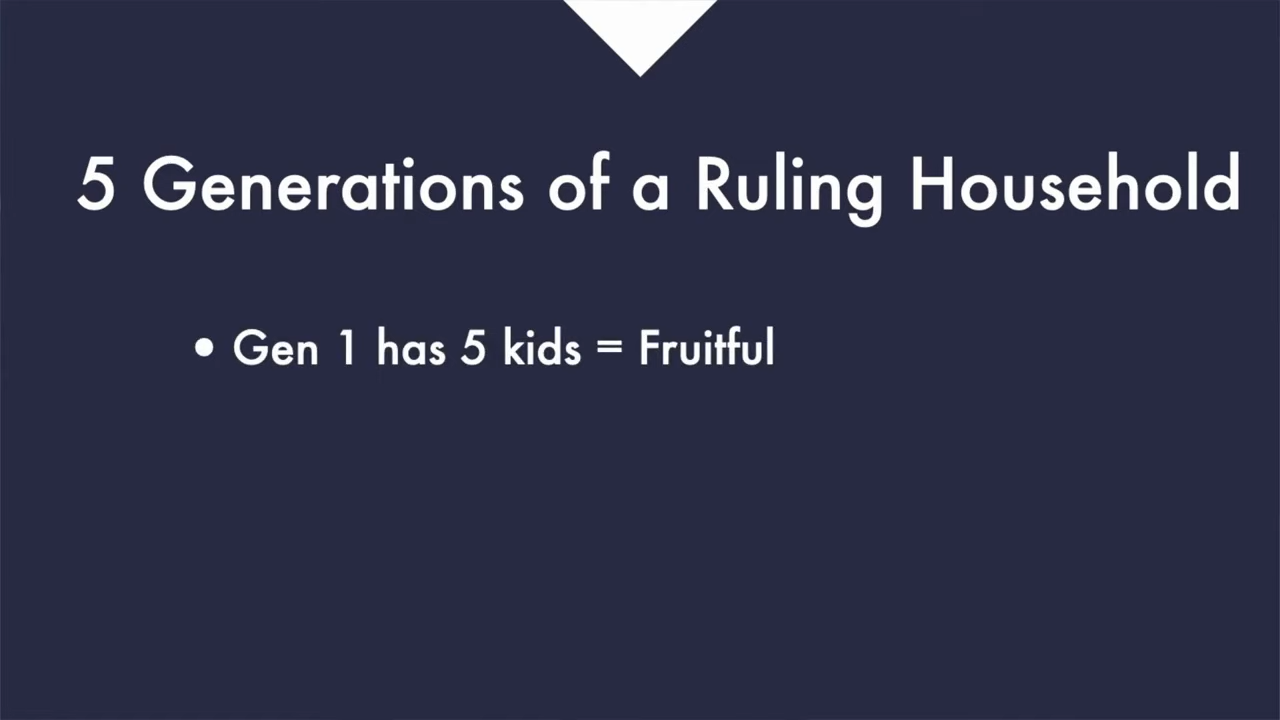 5 Generations of a Ruling Household
• Gen 1 has 5 kids = Fruitful